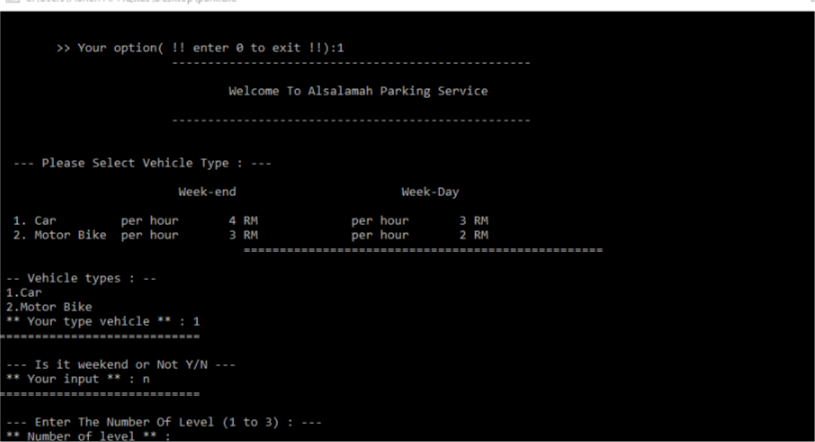 >> Your option( !! enter 0 to exit !!):1
--------------------------------------------------
Welcome To Alsalamah Parking Service
--------------------------------------------------
--- Please Select Vehicle Type : ---
Week-end Week-Day
1. Car per hour 4 RM per hour 3 RM
2. Motor Bike per hour 3 RM per hour 2 RM
==================================================
-- Vehicle types : --
1.Car
2.Motor Bike
** Your type vehicle ** : 1
===========================
--- Is it weekend or Not Y/N ---
** Your input ** : n
===========================
--- Enter The Number Of Level (1 to 3) : ---
** Number of level ** :